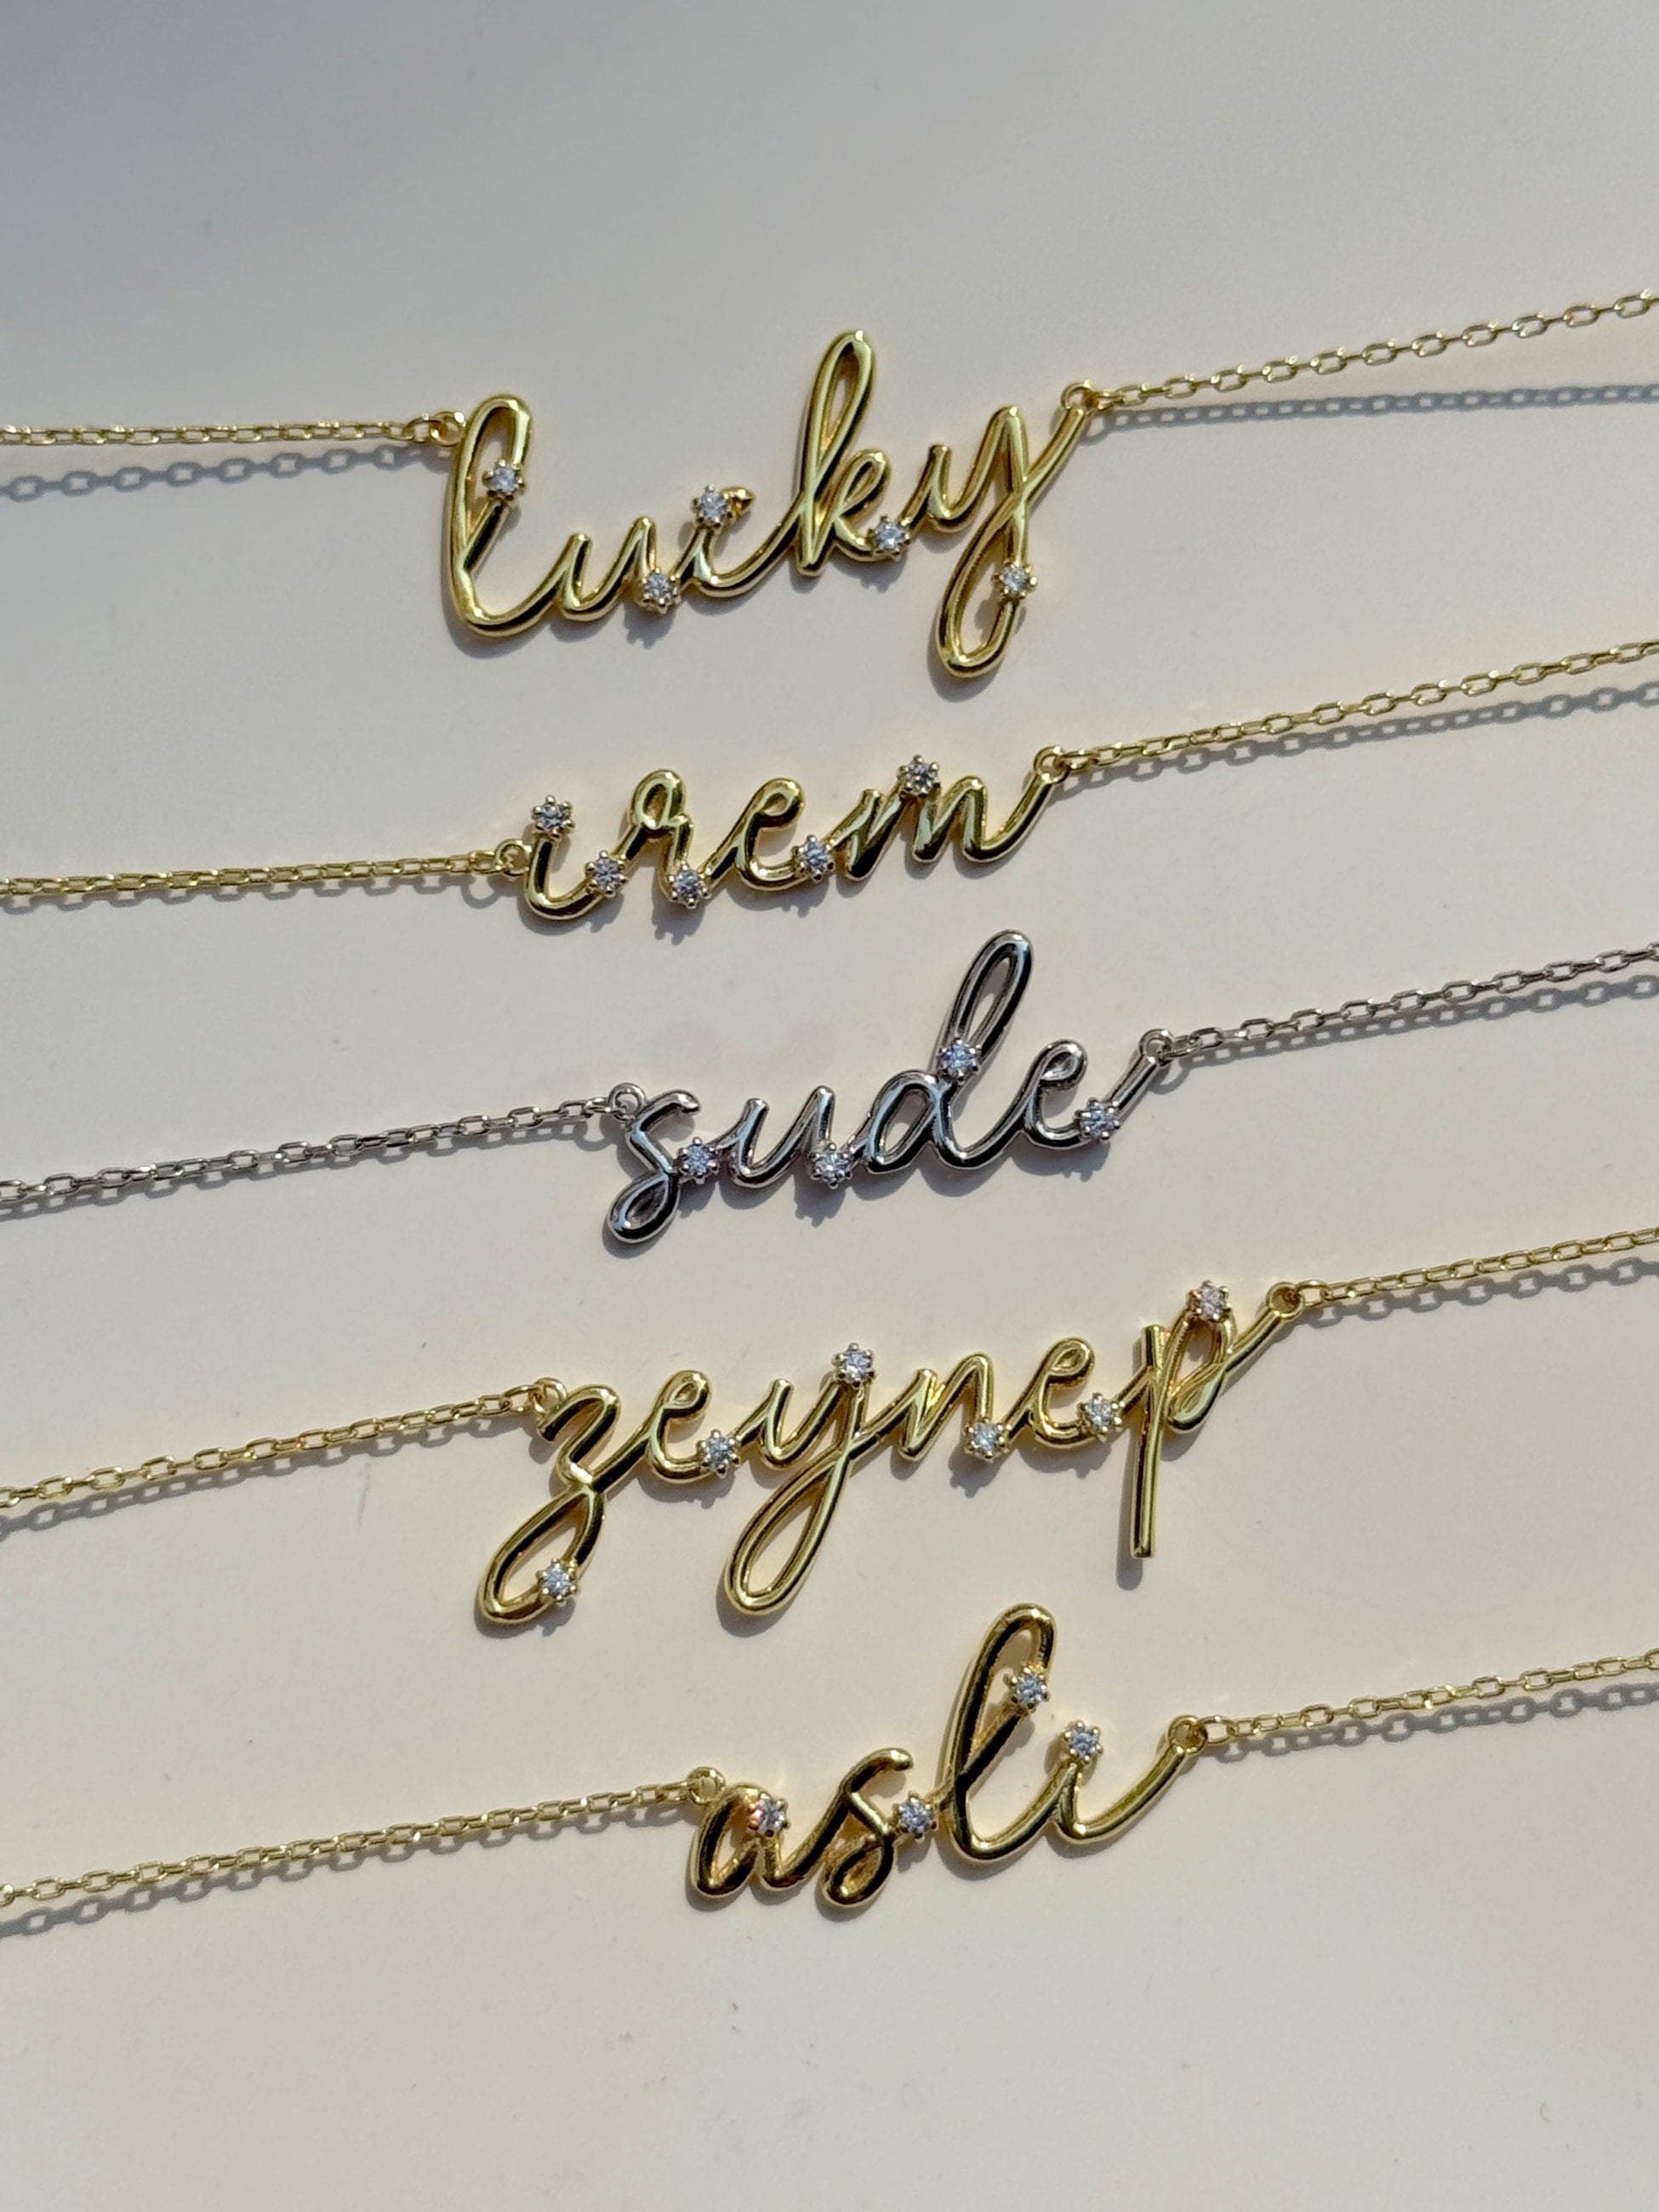 lucky
irem
sude
zeynep
asli